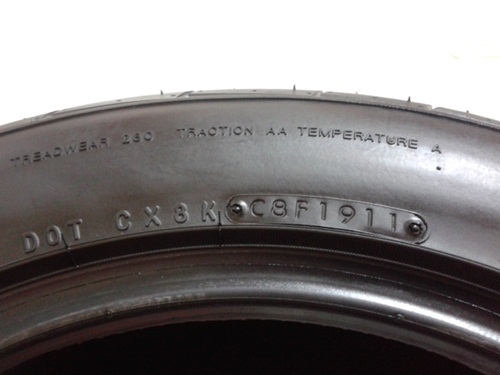 TREADWEAR 260 TRACTION AA TEMPERATURE A
DOT CX8K C8F1911